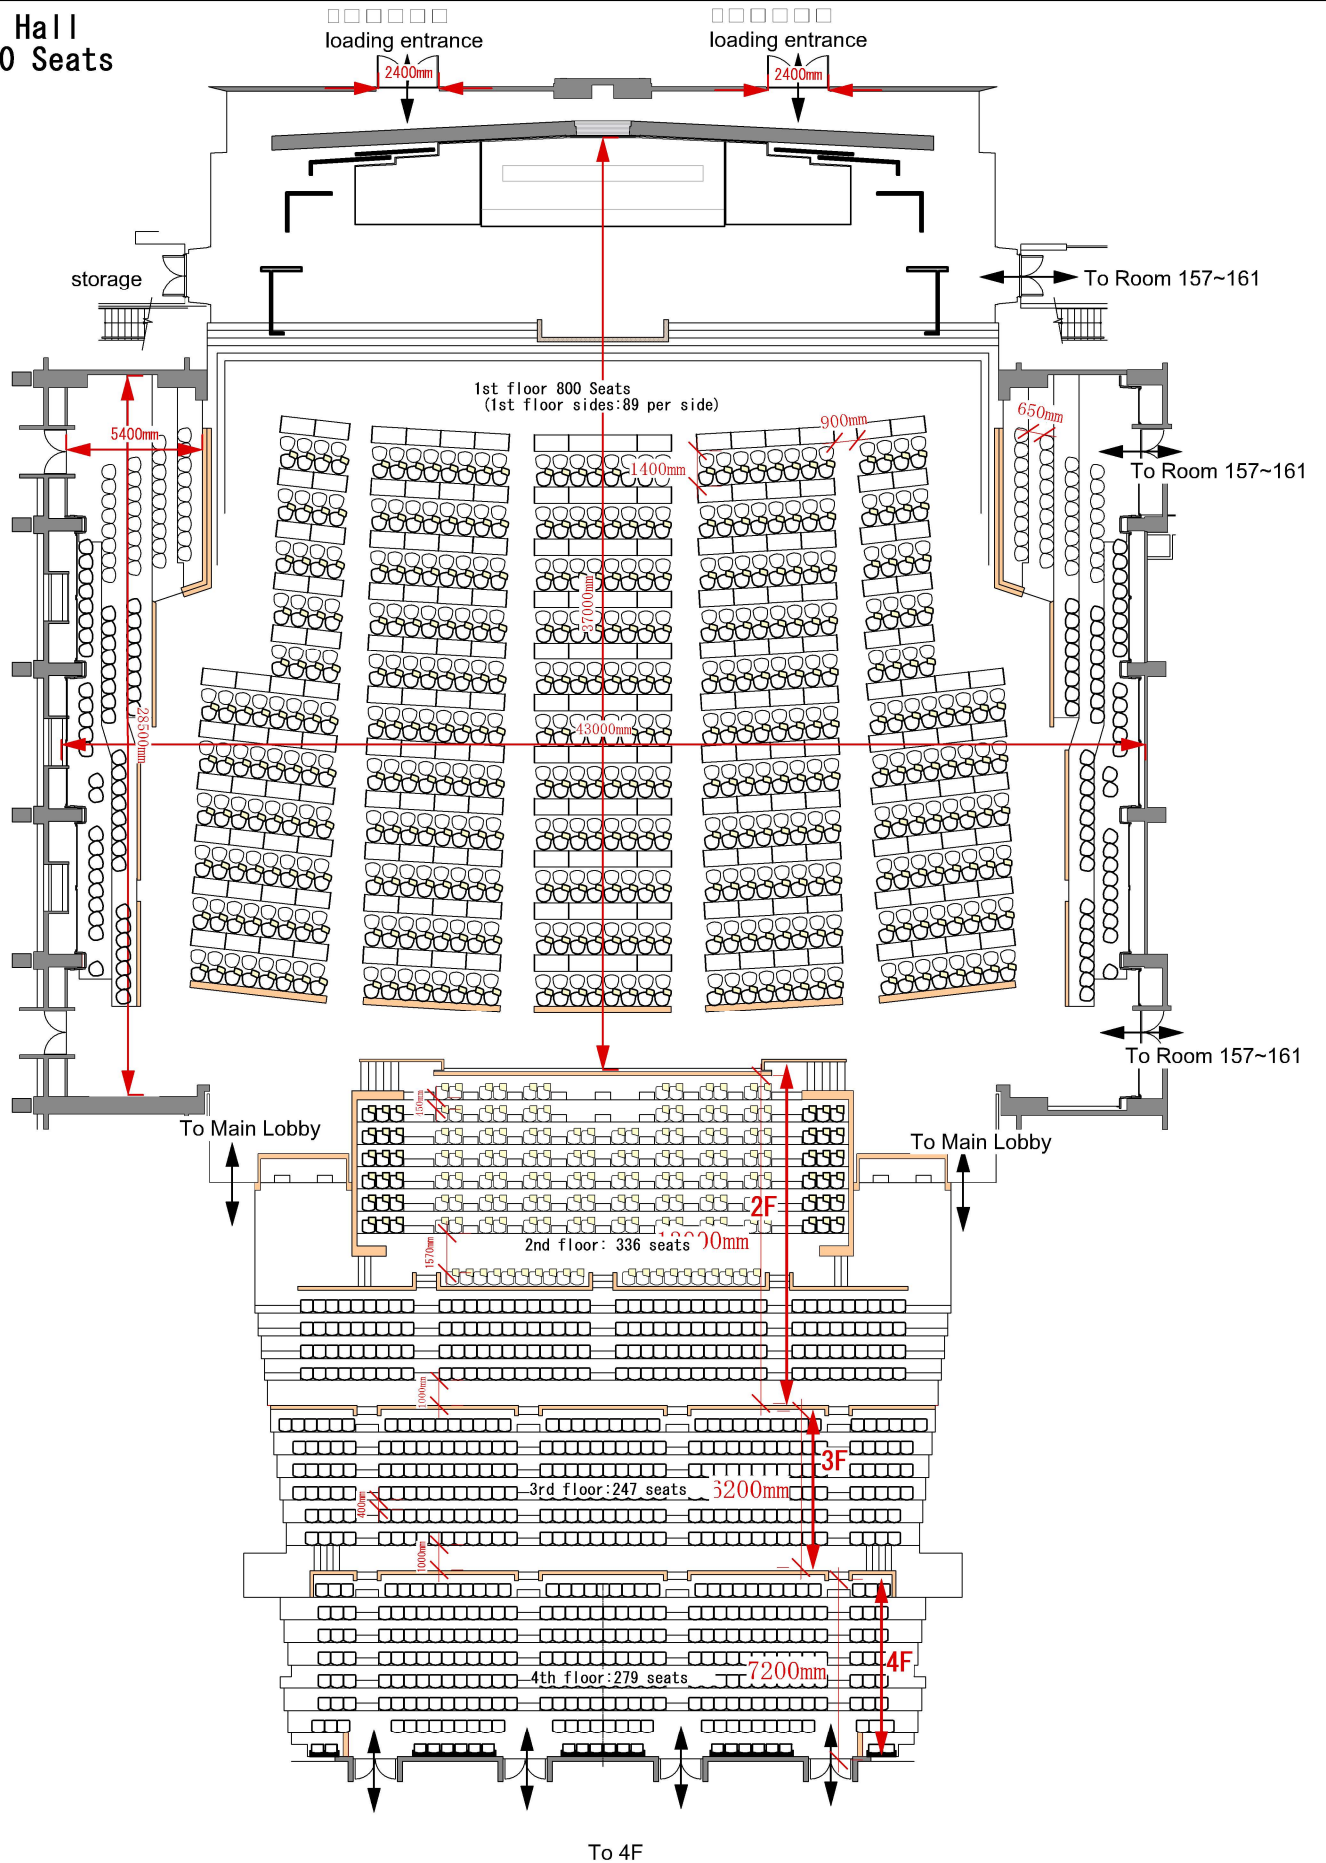 Hall
0 Seats
loading entrance
loading entrance
2400mm
2400mm
storage
To Room 157~161
1st floor 800 Seats
(1st floor sides:89 per side)
5400mm
900mm
650mm
1400mm
To Room 157~161
37000mm
28500mm
43000mm
To Room 157~161
450mm
To Main Lobby
To Main Lobby
2F
2nd floor: 336 seats
1570mm
1000mm
3F
3rd floor:247 seats
6200mm
400mm
1000mm
4th floor:279 seats
7200mm
4F
To 4F